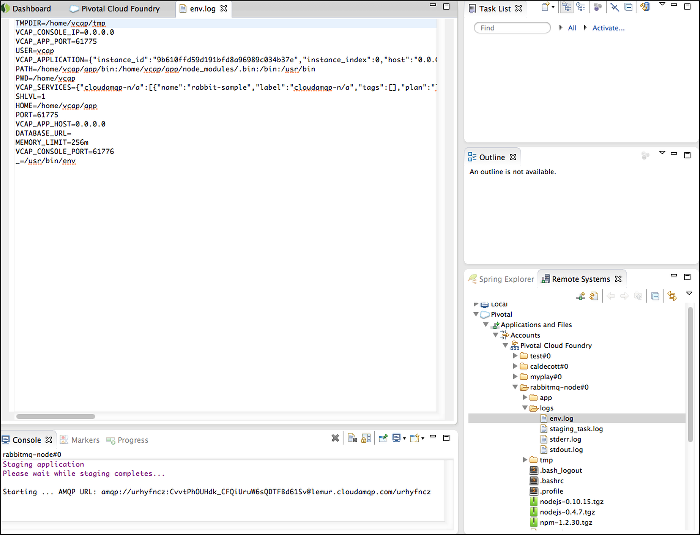 Dashboard
Pivotal Cloud Foundry
env.log
TMPDIR=/home/vcap/tmp
VCAP_CONSOLE_IP=0.0.0.0
VCAP_APP_PORT=61775
USER=vcap
VCAP_APPLICATION={"instance_id":"9b610ffd59d191bfd8a96989c034b37e","instance_index":0,"host":"0.0.0
PATH=/home/vcap/app/bin:/home/vcap/app/node_modules/.bin:/bin:/usr/bin
PWD=/home/vcap
VCAP_SERVICES={"cloudamqp-n/a":[{"name":"rabbit-sample","label":"cloudamqp-n/a","tags":[],"plan":"
SHLVL=1
HOME=/home/vcap/app
PORT=61775
VCAP_APP_HOST=0.0.0.0
DATABASE_URL=
MEMORY_LIMIT=256m
VCAP_CONSOLE_PORT=61776
_=/usr/bin/env
Console
Markers
Progress
rabbitmq-node#0
Staging application
Please wait while staging completes...
Starting ... AMQP URL: amqp://urhyfncz:CvvtPhOUHdk_CFQiUruW6sQDTF8d61Sv@lemur.cloudamqp.com/urhyfncz
Task List
Find
All
Activate...
Outline
An outline is not available.
Spring Explorer
Remote Systems
Local
Pivotal
Applications and Files
Accounts
Pivotal Cloud Foundry
test#0
caldecott#0
myplay#0
rabbitmq-node#0
app
logs
env.log
staging_task.log
stderr.log
stdout.log
tmp
.bash_logout
.bashrc
.profile
nodejs-0.10.15.tgz
nodejs-0.4.7.tgz
npm-1.2.30.tgz